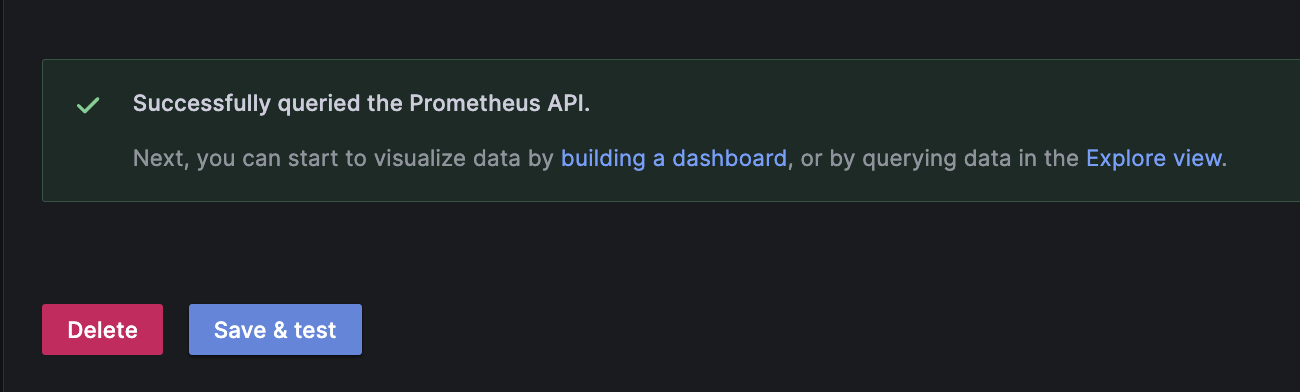 Successfully queried the Prometheus API.
Next, you can start to visualize data by building a dashboard, or by querying data in the Explore view.
Delete
Save & test